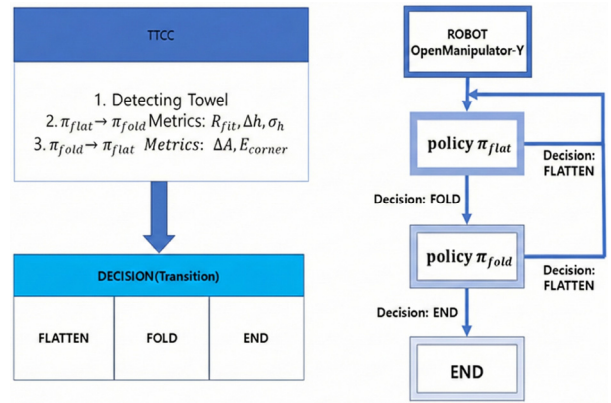 TTCC
1. Detecting Towel
2. π_flat → π_fold Metrics: R_fit, Δh, σ_h
3. π_fold → π_flat Metrics: ΔA, E_corner
DECISION(Transition)
FLATTEN
FOLD
END
ROBOT
OpenManipulator-Y
policy π_flat
Decision:
FLATTEN
Decision: FOLD
policy π_fold
Decision:
FLATTEN
Decision: END
END